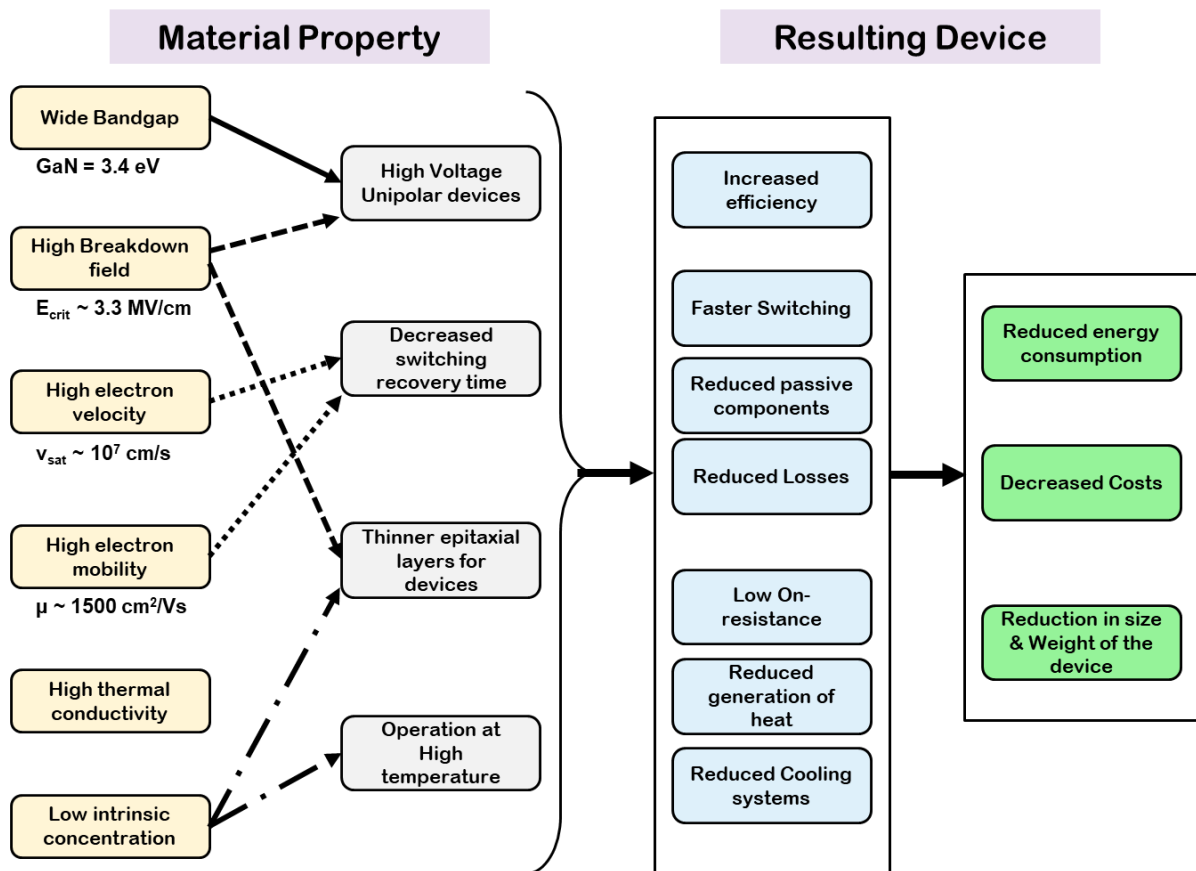 Material Property
Resulting Device
Wide Bandgap
GaN = 3.4 eV
High Breakdown
field
E_crit ~ 3.3 MV/cm
High electron
velocity
v_sat ~ 10⁷ cm/s
High electron
mobility
μ ~ 1500 cm²/Vs
High thermal
conductivity
Low intrinsic
concentration
High Voltage
Unipolar devices
Decreased
switching
recovery time
Thinner epitaxial
layers for
devices
Operation at
High
temperature
Increased
efficiency
Faster Switching
Reduced passive
components
Reduced Losses
Low On-
resistance
Reduced
generation of
heat
Reduced Cooling
systems
Reduced energy
consumption
Decreased Costs
Reduction in size
& Weight of the
device